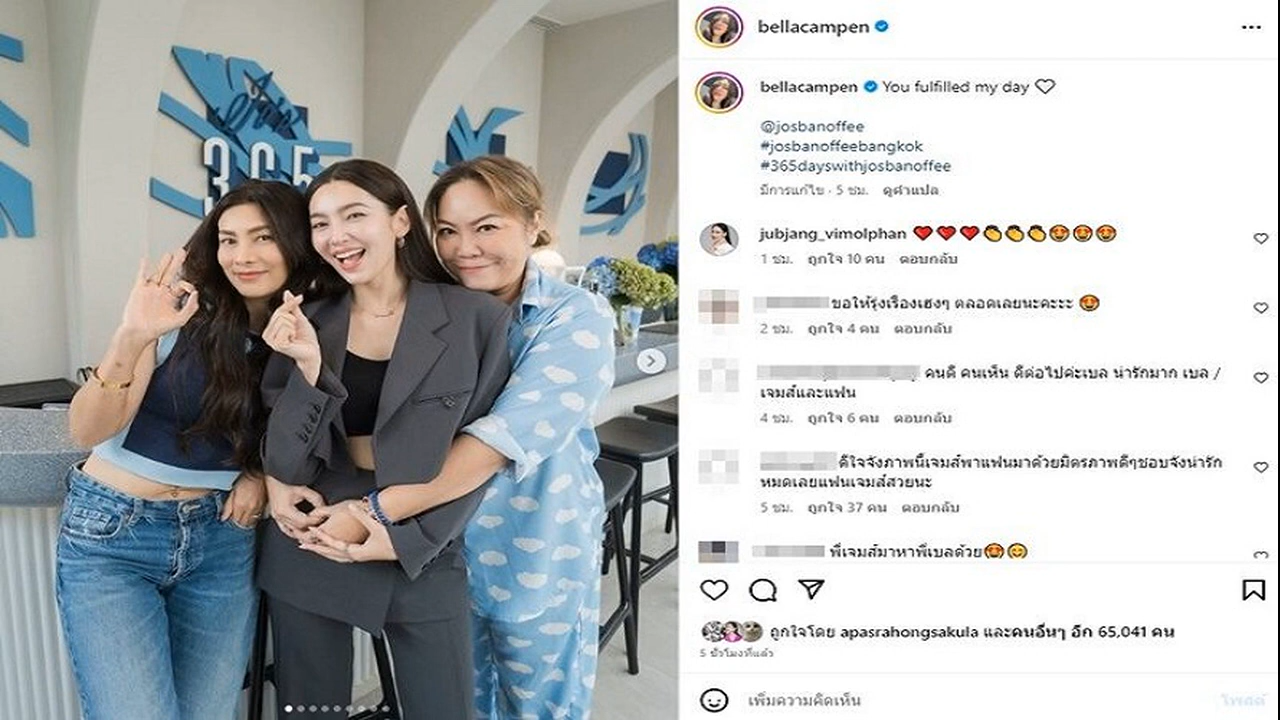 365
bellacampen
bellacampen You fulfilled my day
@josbanoffee
#josbanoffeebangkok
#365dayswithjosbanoffee
มีการแก้ไข · 5 ชม. ดูคำแปล
jubjang_vimolphan ❤️❤️❤️👏👏👏🤩🤩🤩
1 ชม. ถูกใจ 10 คน ตอบกลับ
ขอให้รุ่งเรืองเฮงๆ ตลอดเลยนะคะะะ 🤩
2 ชม. ถูกใจ 4 คน ตอบกลับ
คนดี คนเห็น ดีต่อไปค่ะเบล น่ารักมาก เบล /
เจมส์และแฟน
4 ชม. ถูกใจ 6 คน ตอบกลับ
ดีใจจังภาพนี้เจมส์พาแฟนมาด้วยมิตรภาพดีๆชอบจังน่ารัก
หมดเลยแฟนเจมส์สวยนะ
5 ชม. ถูกใจ 37 คน ตอบกลับ
พี่เจมส์มาหาพี่เบลด้วย🤩😊
ถูกใจโดย apasrahongsakula และคนอื่นๆ อีก 65,041 คน
5 ชั่วโมงที่แล้ว
เพิ่มความคิดเห็น
โพสต์